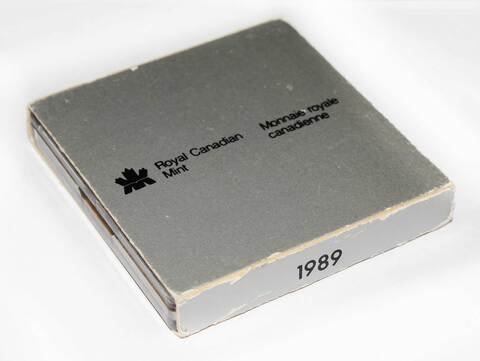 Royal Canadian
Mint
Monnaie royale
canadienne
1989